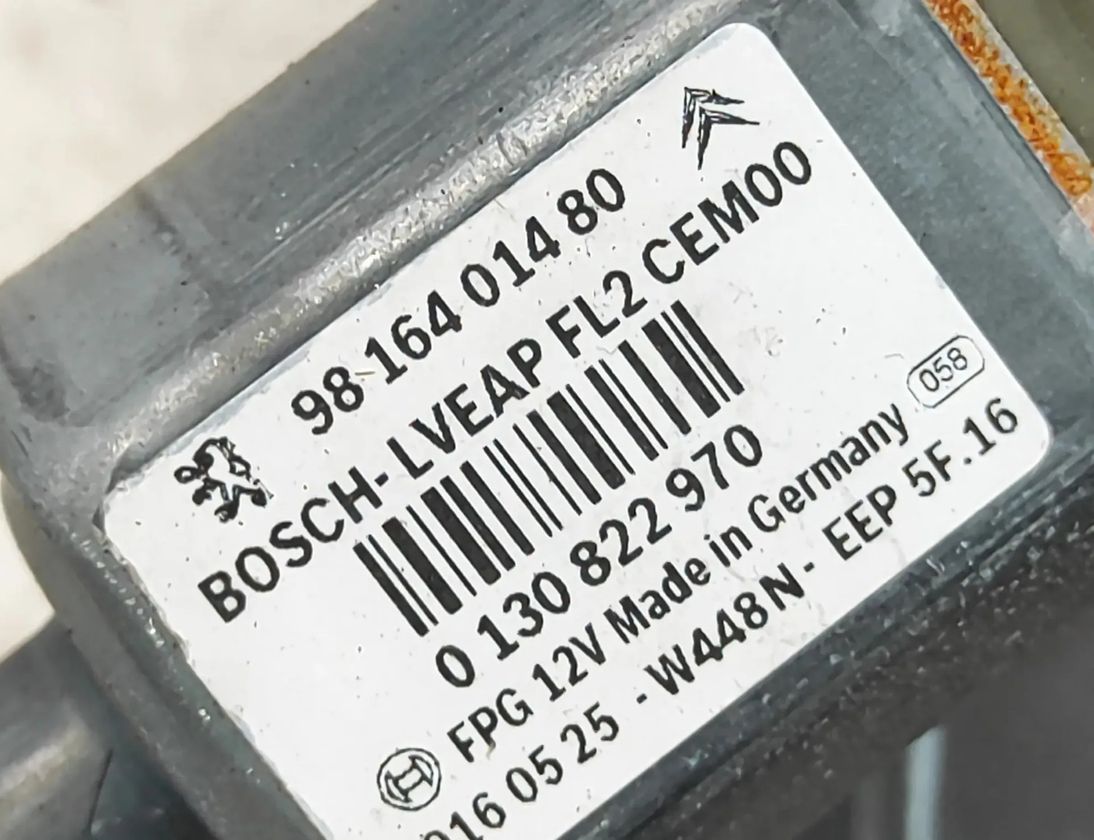 98 164 014 80
BOSCH-LVEAP FL2 CEM00
0 130 822 970
FPG 12V Made in Germany 058
16 05 25 - W448N - EEP 5F.16